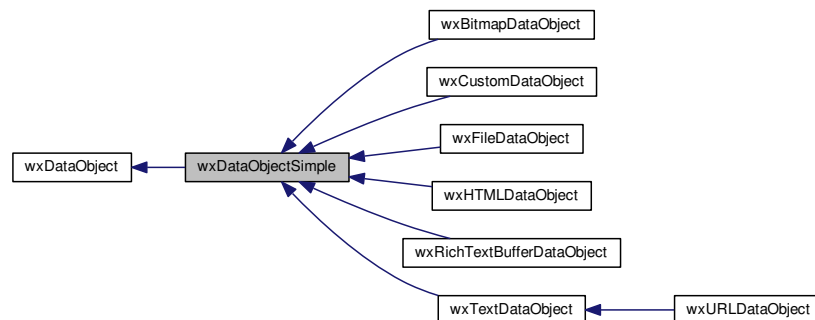 wxBitmapDataObject
wxCustomDataObject
wxFileDataObject
wxDataObject
wxDataObjectSimple
wxHTMLDataObject
wxRichTextBufferDataObject
wxTextDataObject
wxURLDataObject